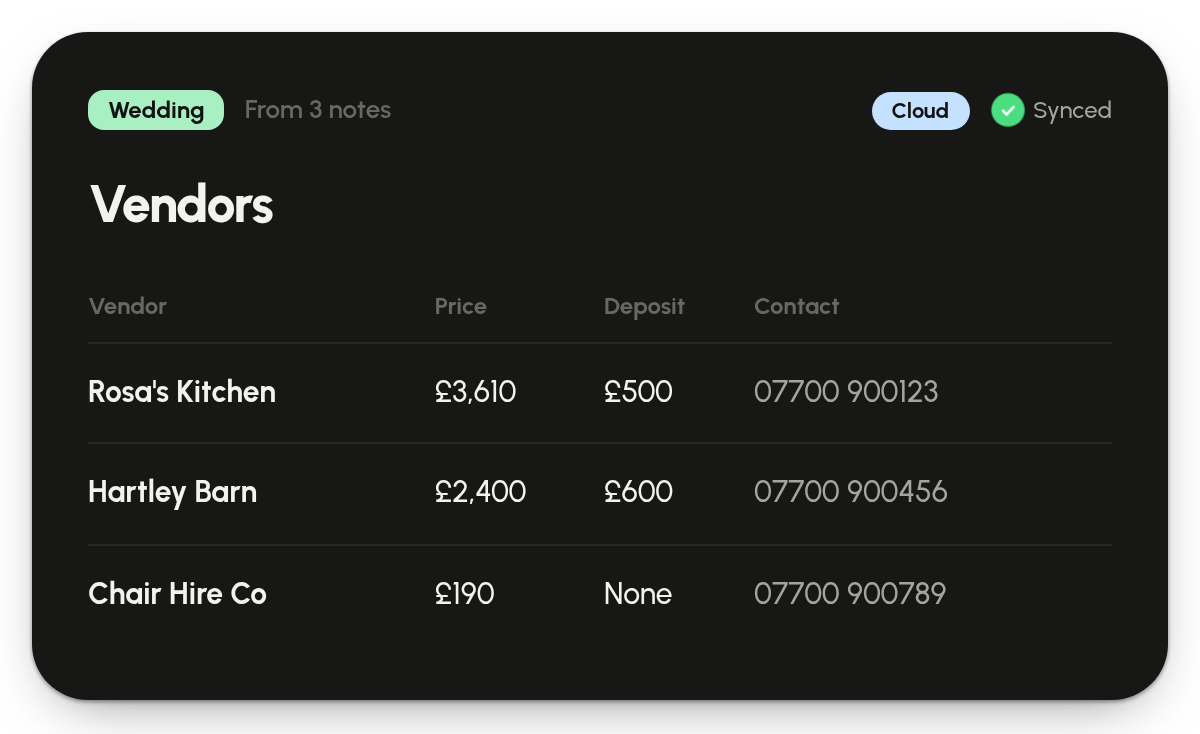 Wedding From 3 notes Cloud Synced
Vendors
Vendor Price Deposit Contact
Rosa's Kitchen £3,610 £500 07700 900123
Hartley Barn £2,400 £600 07700 900456
Chair Hire Co £190 None 07700 900789